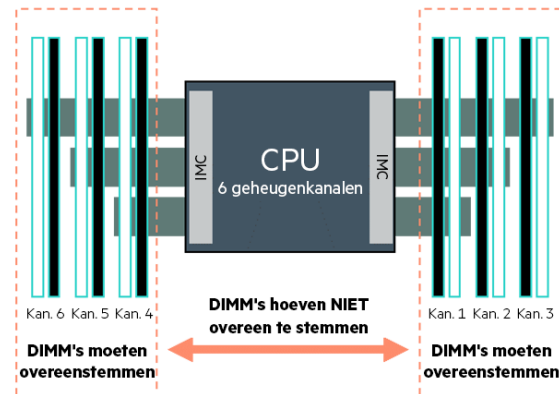 IMC
CPU
6 geheugenkanalen
IMC
Kan. 6 Kan. 5 Kan. 4
DIMM's moeten
overeenstemmen
DIMM's hoeven NIET
overeen te stemmen
Kan. 1 Kan. 2 Kan. 3
DIMM's moeten
overeenstemmen